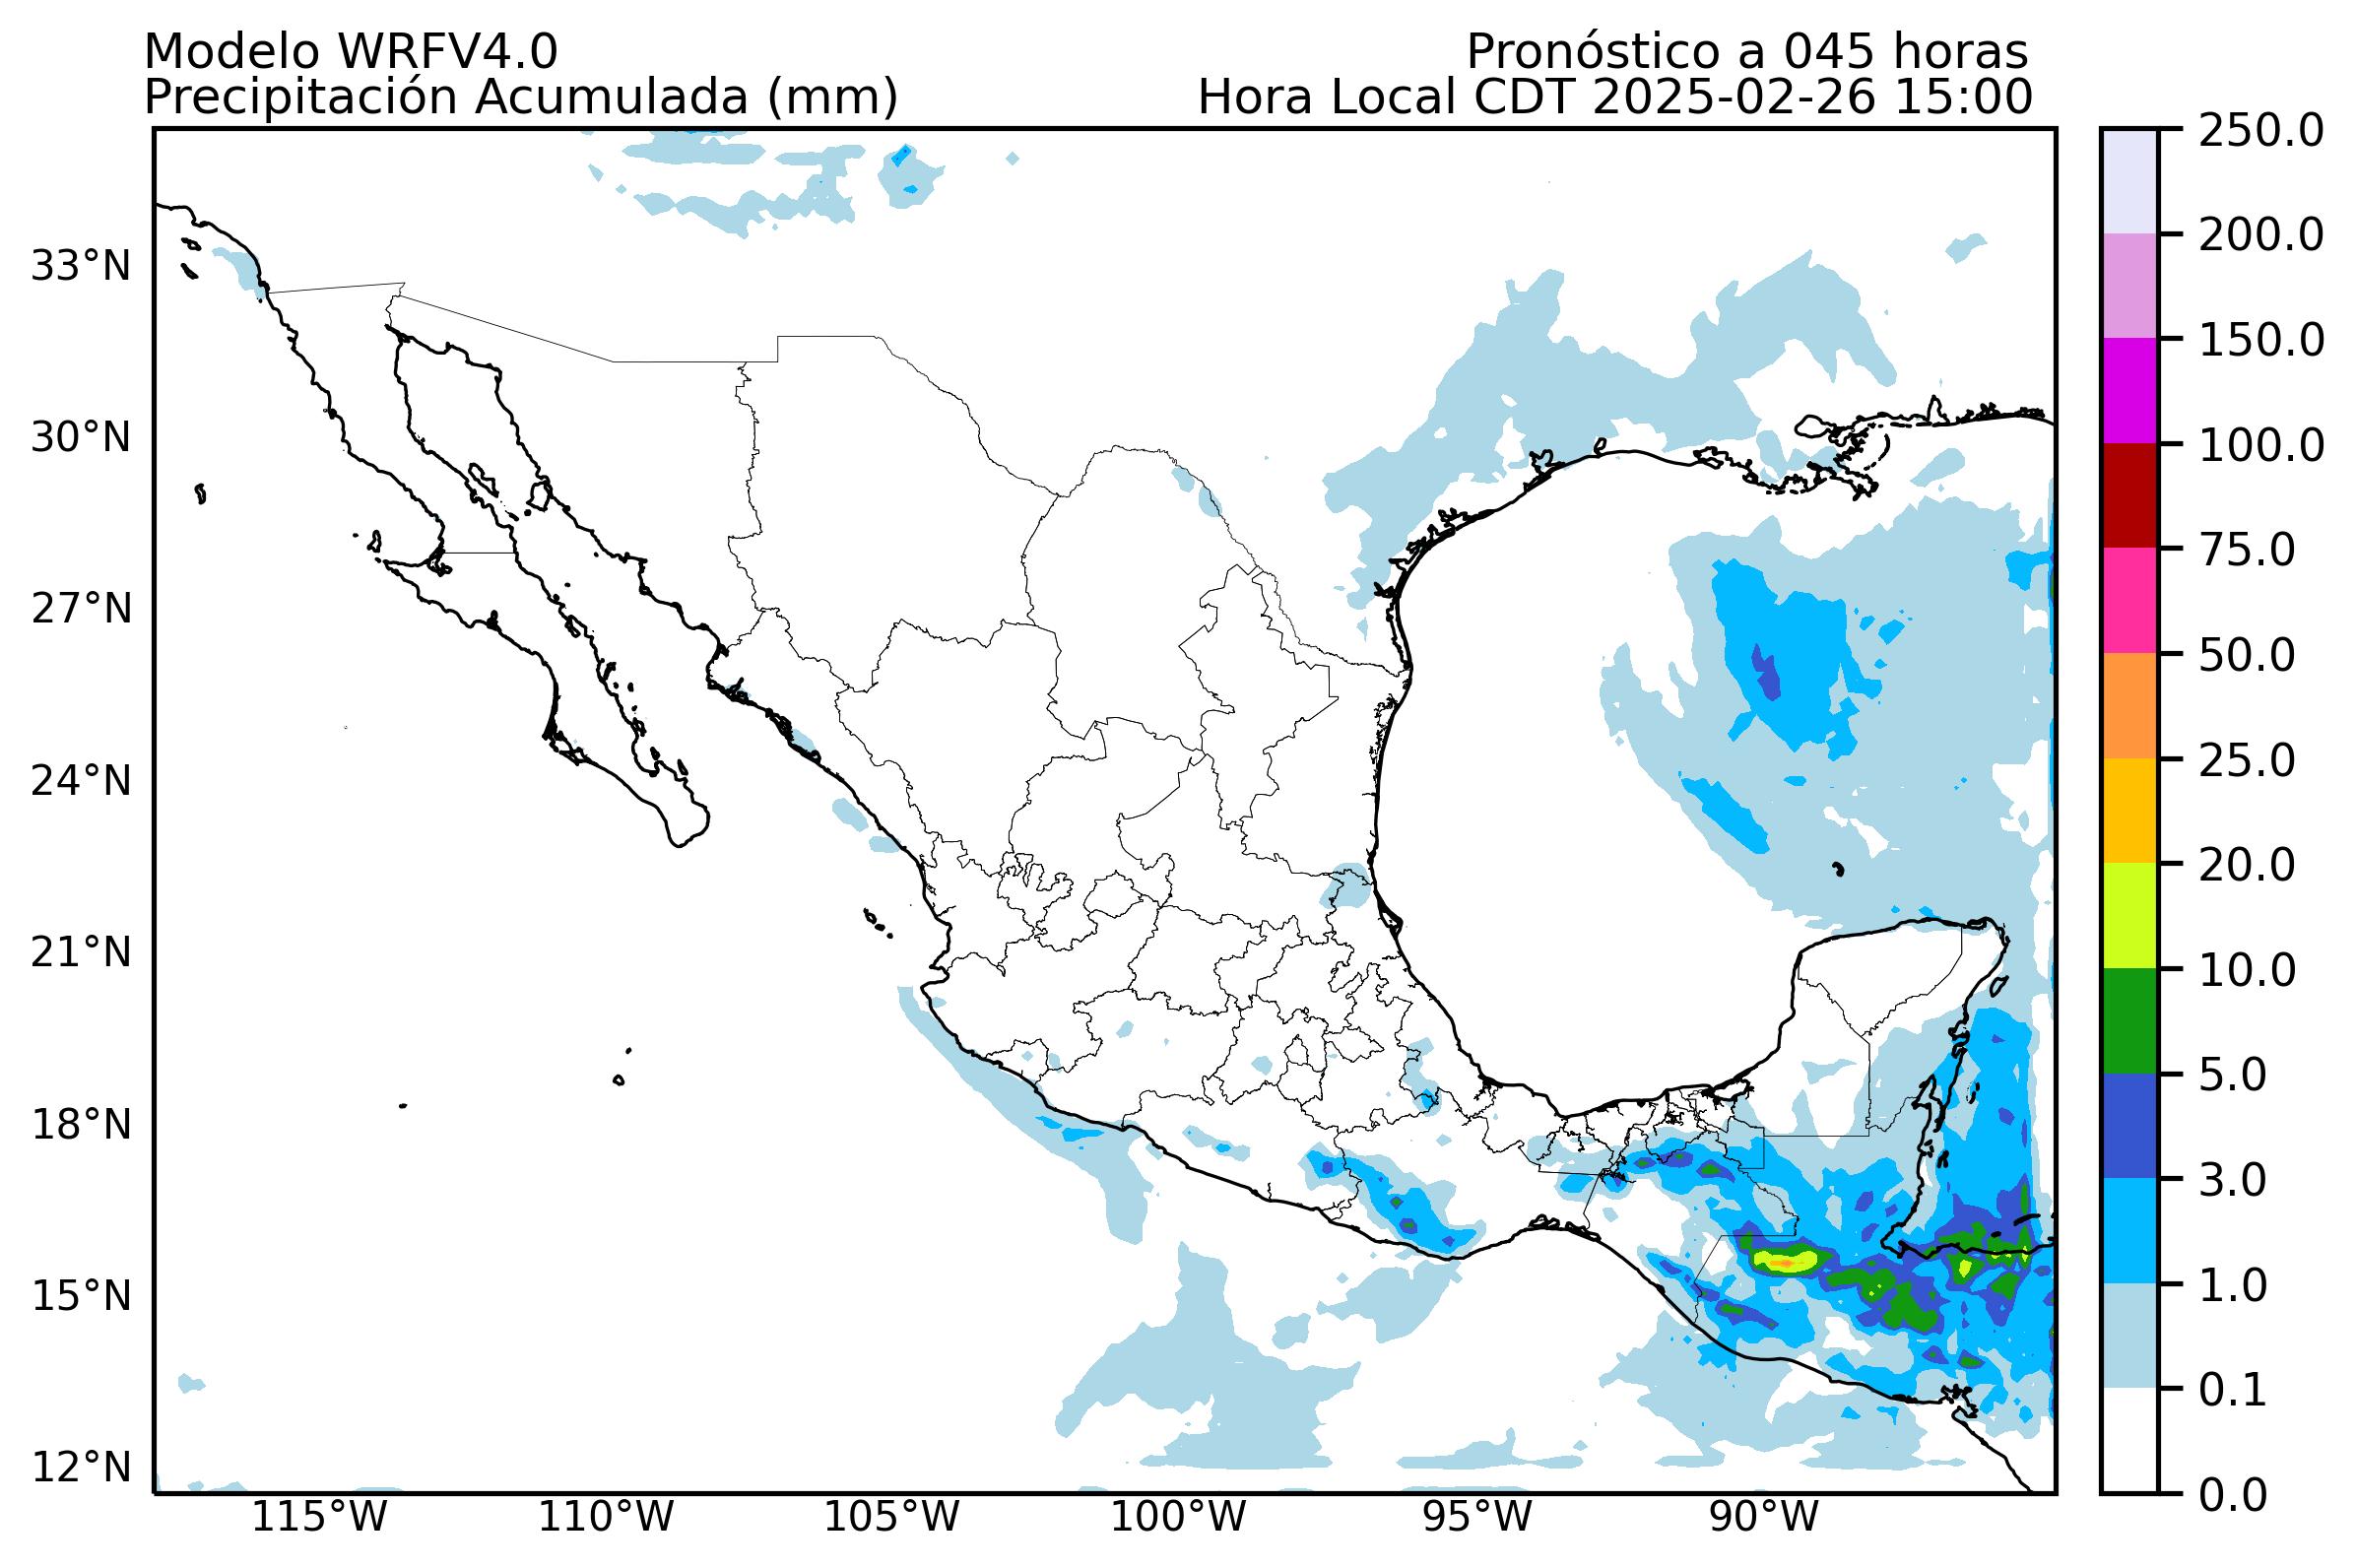 Modelo WRFV4.0
Pronóstico a 045 horas
Precipitación Acumulada (mm)
Hora Local CDT 2025-02-26 15:00
33°N
30°N
27°N
24°N
21°N
18°N
15°N
12°N
115°W
110°W
105°W
100°W
95°W
90°W
250.0
200.0
150.0
100.0
75.0
50.0
25.0
20.0
10.0
5.0
3.0
1.0
0.1
0.0